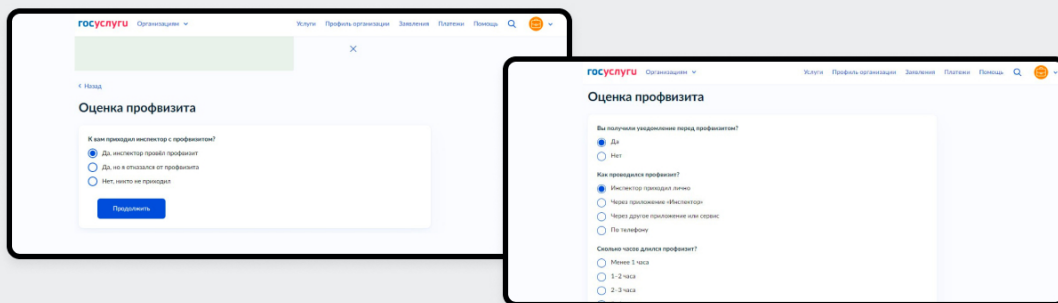 госуслуги Организациям Услуги Профиль организации Заявления Платежи Помощь
Назад
Оценка профвизита
К вам приходил инспектор с профвизитом?
Да, инспектор провёл профвизит
Да, но я отказался от профвизита
Нет, никто не приходил
Продолжить
госуслуги Организациям Услуги Профиль организации Заявления Платежи Помощь
Оценка профвизита
Вы получили уведомление перед профвизитом?
Да
Нет
Как проводился профвизит?
Инспектор приходил лично
Через приложение «Инспектор»
Через другое приложение или сервис
По телефону
Сколько часов длился профвизит?
Менее 1 часа
1–2 часа
2–3 часа